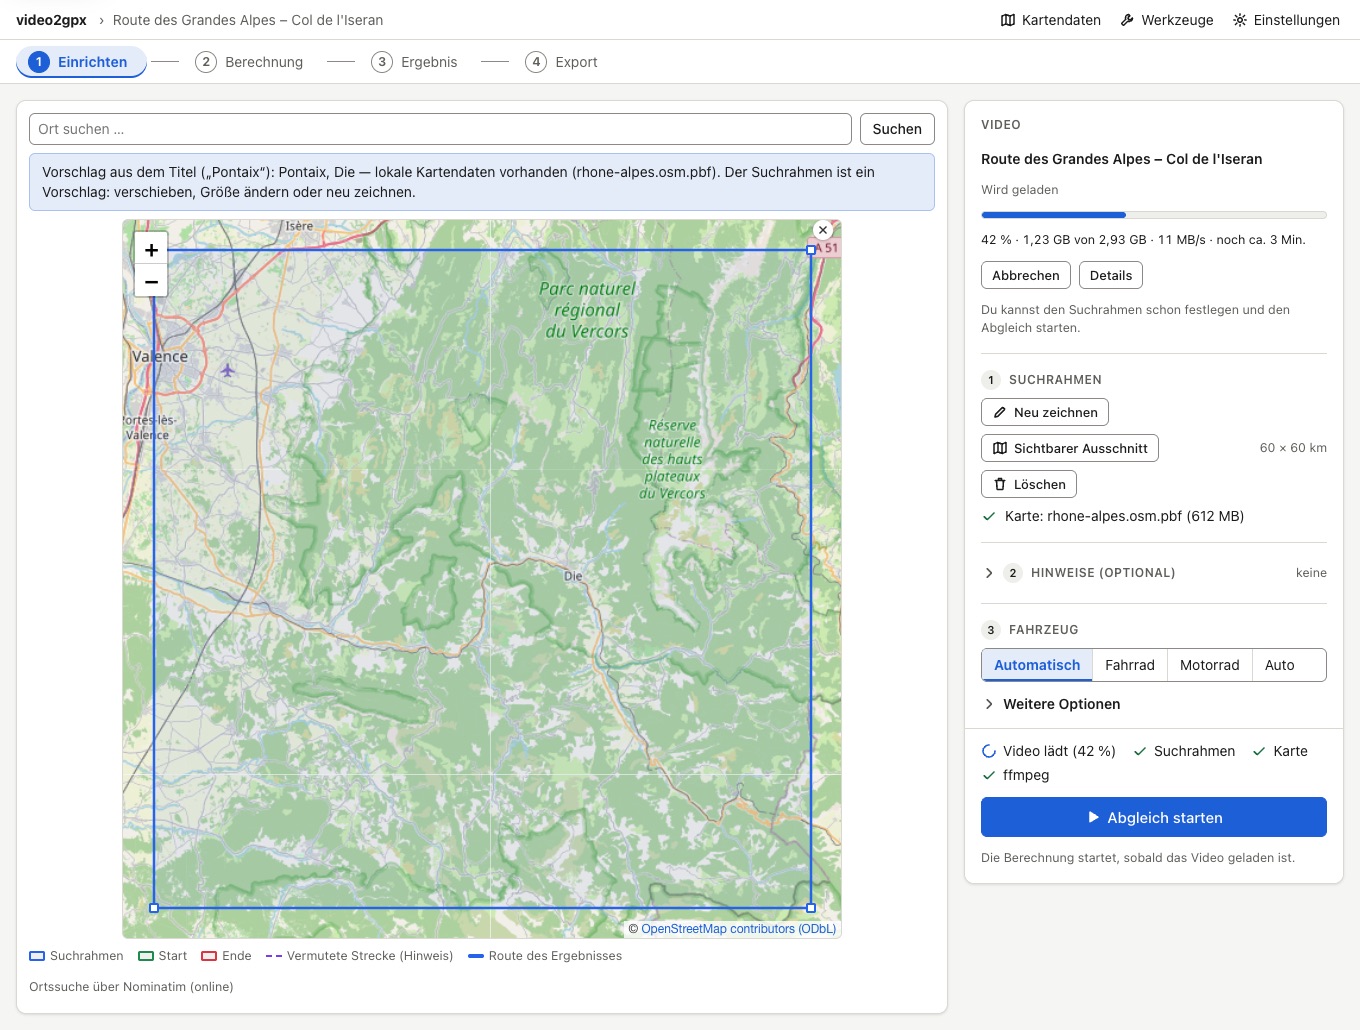 video2gpx › Route des Grandes Alpes – Col de l'Iseran
Kartendaten Werkzeuge Einstellungen
1 Einrichten 2 Berechnung 3 Ergebnis 4 Export
Ort suchen ... Suchen
Vorschlag aus dem Titel („Pontaix“): Pontaix, Die — lokale Kartendaten vorhanden (rhone-alpes.osm.pbf). Der Suchrahmen ist ein
Vorschlag: verschieben, Größe ändern oder neu zeichnen.
Isère
+
−
A 51
Parc naturel
régional
du Vercors
Valence
Portes-lès-
Valence
Réserve
naturelle
des hauts
plateaux
du Vercors
Die
© OpenStreetMap contributors (ODbL)
Suchrahmen Start Ende Vermutete Strecke (Hinweis) Route des Ergebnisses
Ortssuche über Nominatim (online)
VIDEO
Route des Grandes Alpes – Col de l'Iseran
Wird geladen
42 % · 1,23 GB von 2,93 GB · 11 MB/s · noch ca. 3 Min.
Abbrechen Details
Du kannst den Suchrahmen schon festlegen und den
Abgleich starten.
1 SUCHRAHMEN
Neu zeichnen
Sichtbarer Ausschnitt 60 × 60 km
Löschen
Karte: rhone-alpes.osm.pbf (612 MB)
2 HINWEISE (OPTIONAL) keine
3 FAHRZEUG
Automatisch Fahrrad Motorrad Auto
Weitere Optionen
Video lädt (42 %) Suchrahmen Karte
ffmpeg
Abgleich starten
Die Berechnung startet, sobald das Video geladen ist.